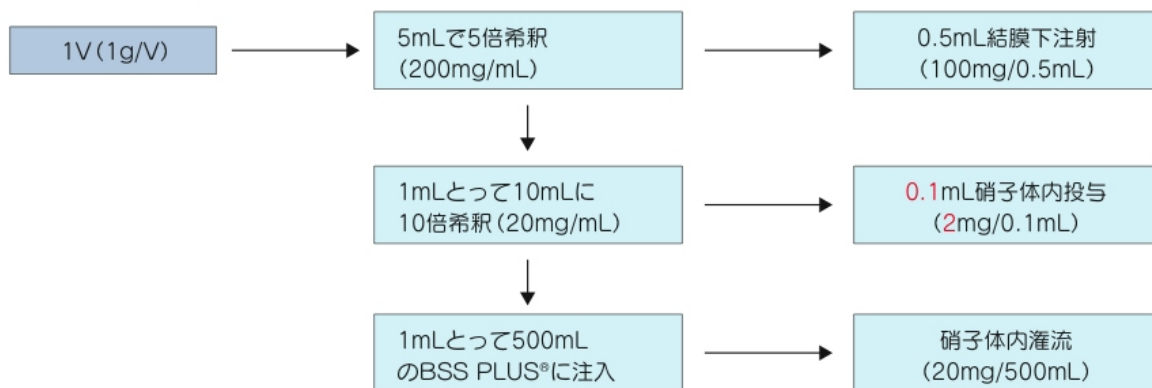 1V(1g/V)
5mLで5倍希釈
(200mg/mL)
0.5mL結膜下注射
(100mg/0.5mL)
1mLとって10mLに
10倍希釈(20mg/mL)
0.1mL硝子体内投与
(2mg/0.1mL)
1mLとって500mL
のBSS PLUS®に注入
硝子体内灌流
(20mg/500mL)